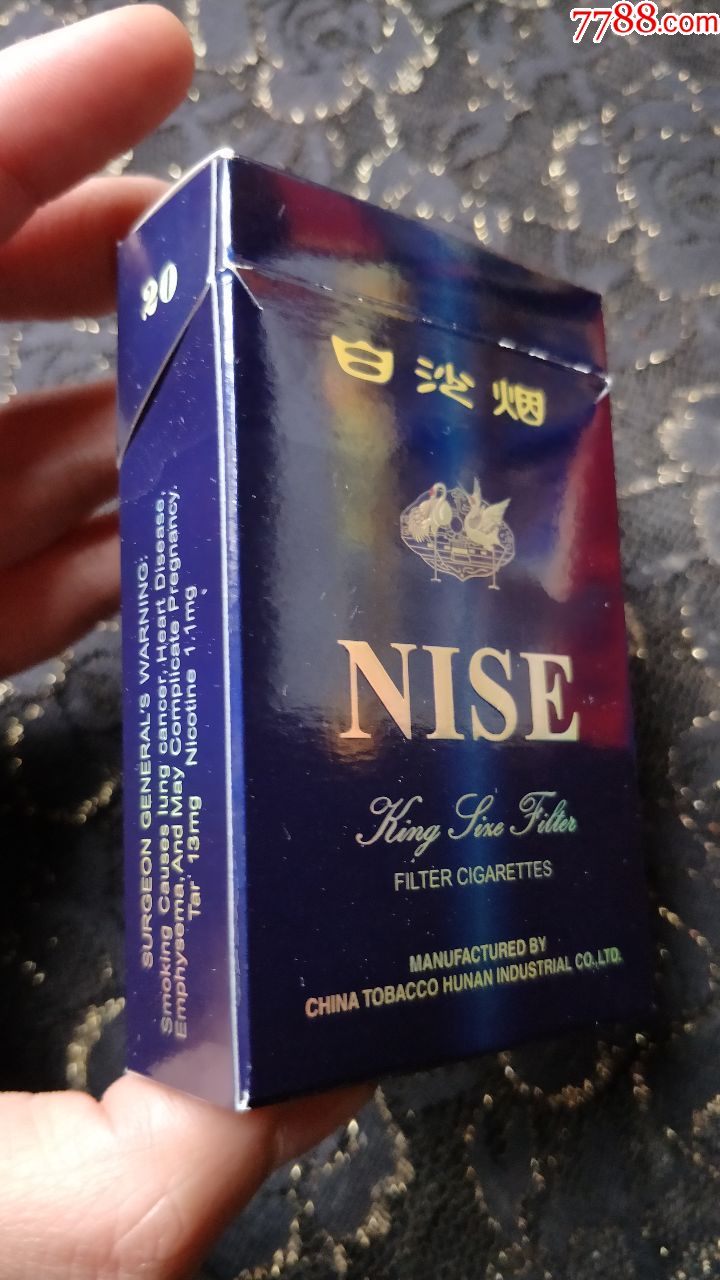 7788.com
20
白沙烟
NISE
King Size Filter
FILTER CIGARETTES
MANUFACTURED BY
CHINA TOBACCO HUNAN INDUSTRIAL CO.,LTD.
SURGEON GENERAL'S WARNING:
Smoking Causes lung cancer, Heart Disease,
Emphysema, And May Complicate Pregnancy.
Tar 13mg Nicotine 1.1mg